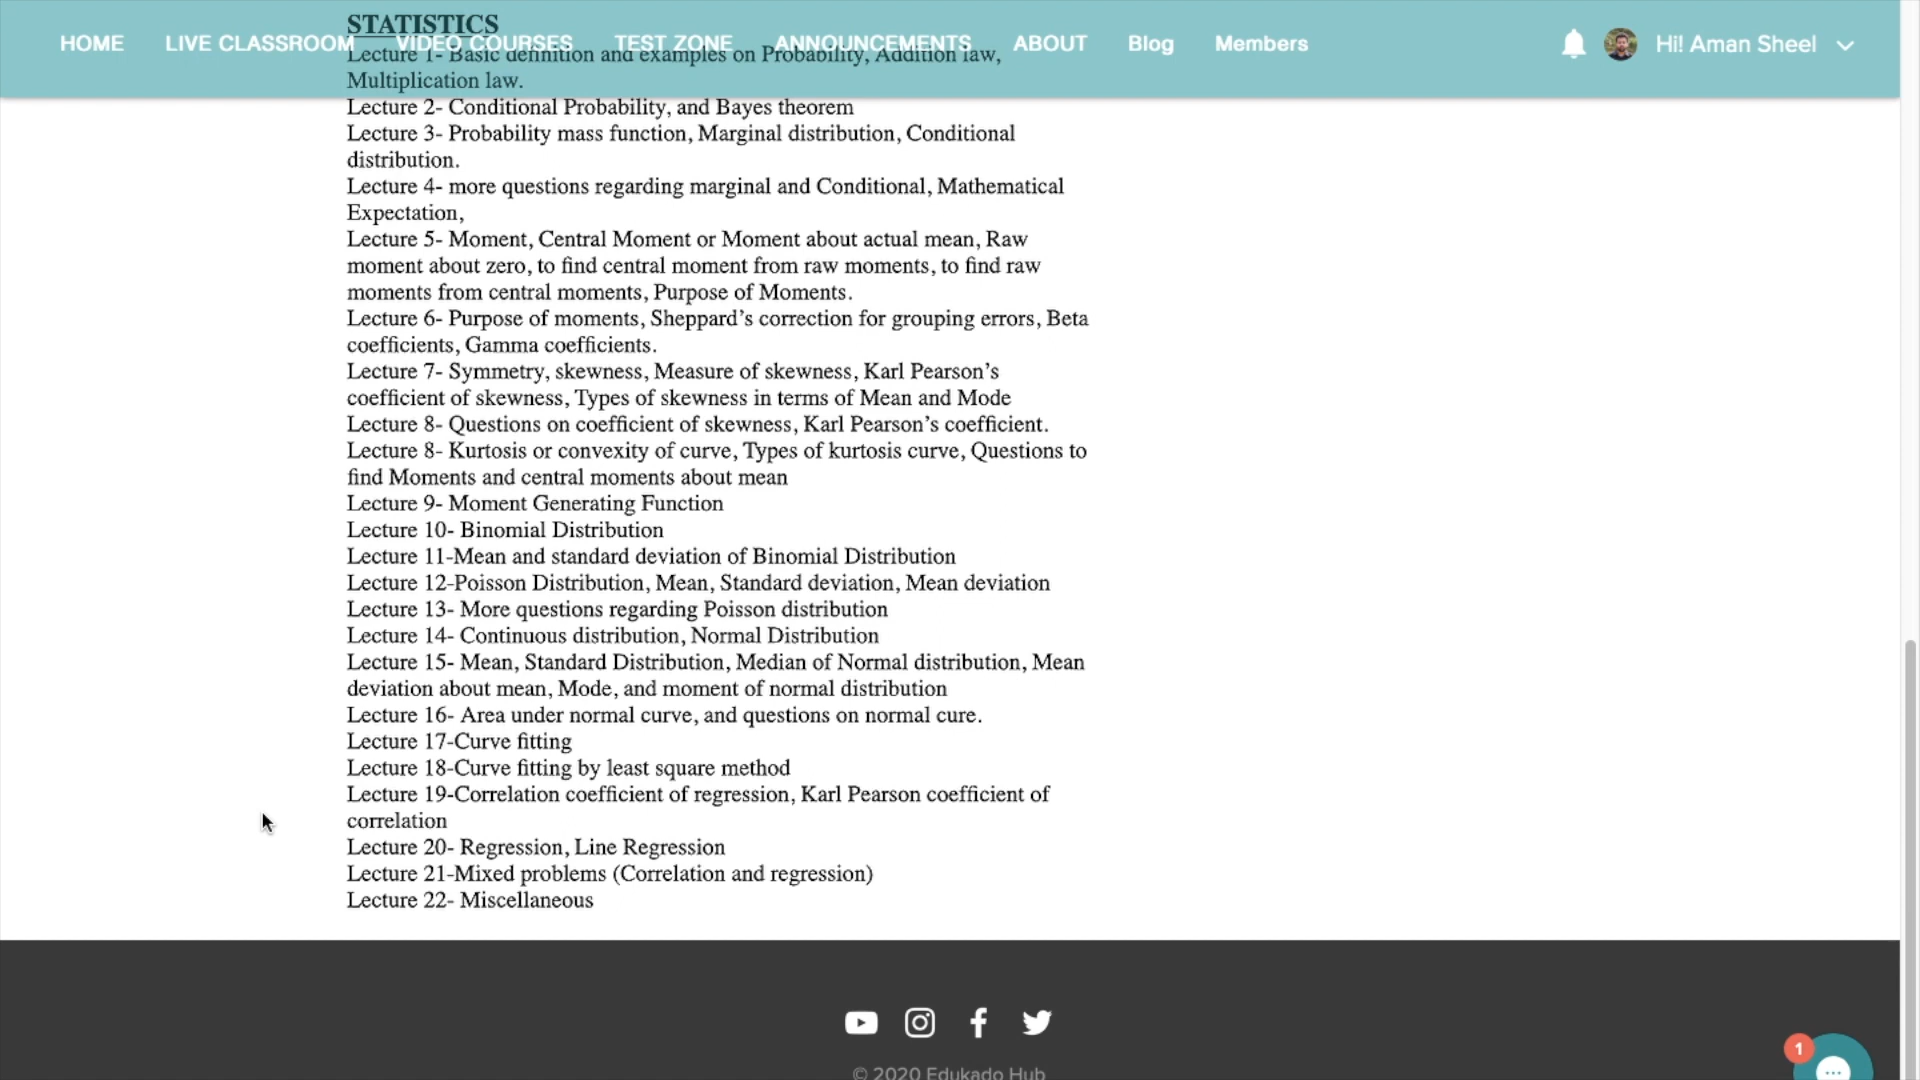 STATISTICS
HOME LIVE CLASSROOM VIDEO COURSES TEST ZONE ANNOUNCEMENTS ABOUT Blog Members Hi! Aman Sheel
Lecture 1- Basic definition and examples on Probability, Addition law,
Multiplication law.
Lecture 2- Conditional Probability, and Bayes theorem
Lecture 3- Probability mass function, Marginal distribution, Conditional
distribution.
Lecture 4- more questions regarding marginal and Conditional, Mathematical
Expectation,
Lecture 5- Moment, Central Moment or Moment about actual mean, Raw
moment about zero, to find central moment from raw moments, to find raw
moments from central moments, Purpose of Moments.
Lecture 6- Purpose of moments, Sheppard’s correction for grouping errors, Beta
coefficients, Gamma coefficients.
Lecture 7- Symmetry, skewness, Measure of skewness, Karl Pearson’s
coefficient of skewness, Types of skewness in terms of Mean and Mode
Lecture 8- Questions on coefficient of skewness, Karl Pearson’s coefficient.
Lecture 8- Kurtosis or convexity of curve, Types of kurtosis curve, Questions to
find Moments and central moments about mean
Lecture 9- Moment Generating Function
Lecture 10- Binomial Distribution
Lecture 11-Mean and standard deviation of Binomial Distribution
Lecture 12-Poisson Distribution, Mean, Standard deviation, Mean deviation
Lecture 13- More questions regarding Poisson distribution
Lecture 14- Continuous distribution, Normal Distribution
Lecture 15- Mean, Standard Distribution, Median of Normal distribution, Mean
deviation about mean, Mode, and moment of normal distribution
Lecture 16- Area under normal curve, and questions on normal cure.
Lecture 17-Curve fitting
Lecture 18-Curve fitting by least square method
Lecture 19-Correlation coefficient of regression, Karl Pearson coefficient of
correlation
Lecture 20- Regression, Line Regression
Lecture 21-Mixed problems (Correlation and regression)
Lecture 22- Miscellaneous
1
© 2020 Edukado Hub